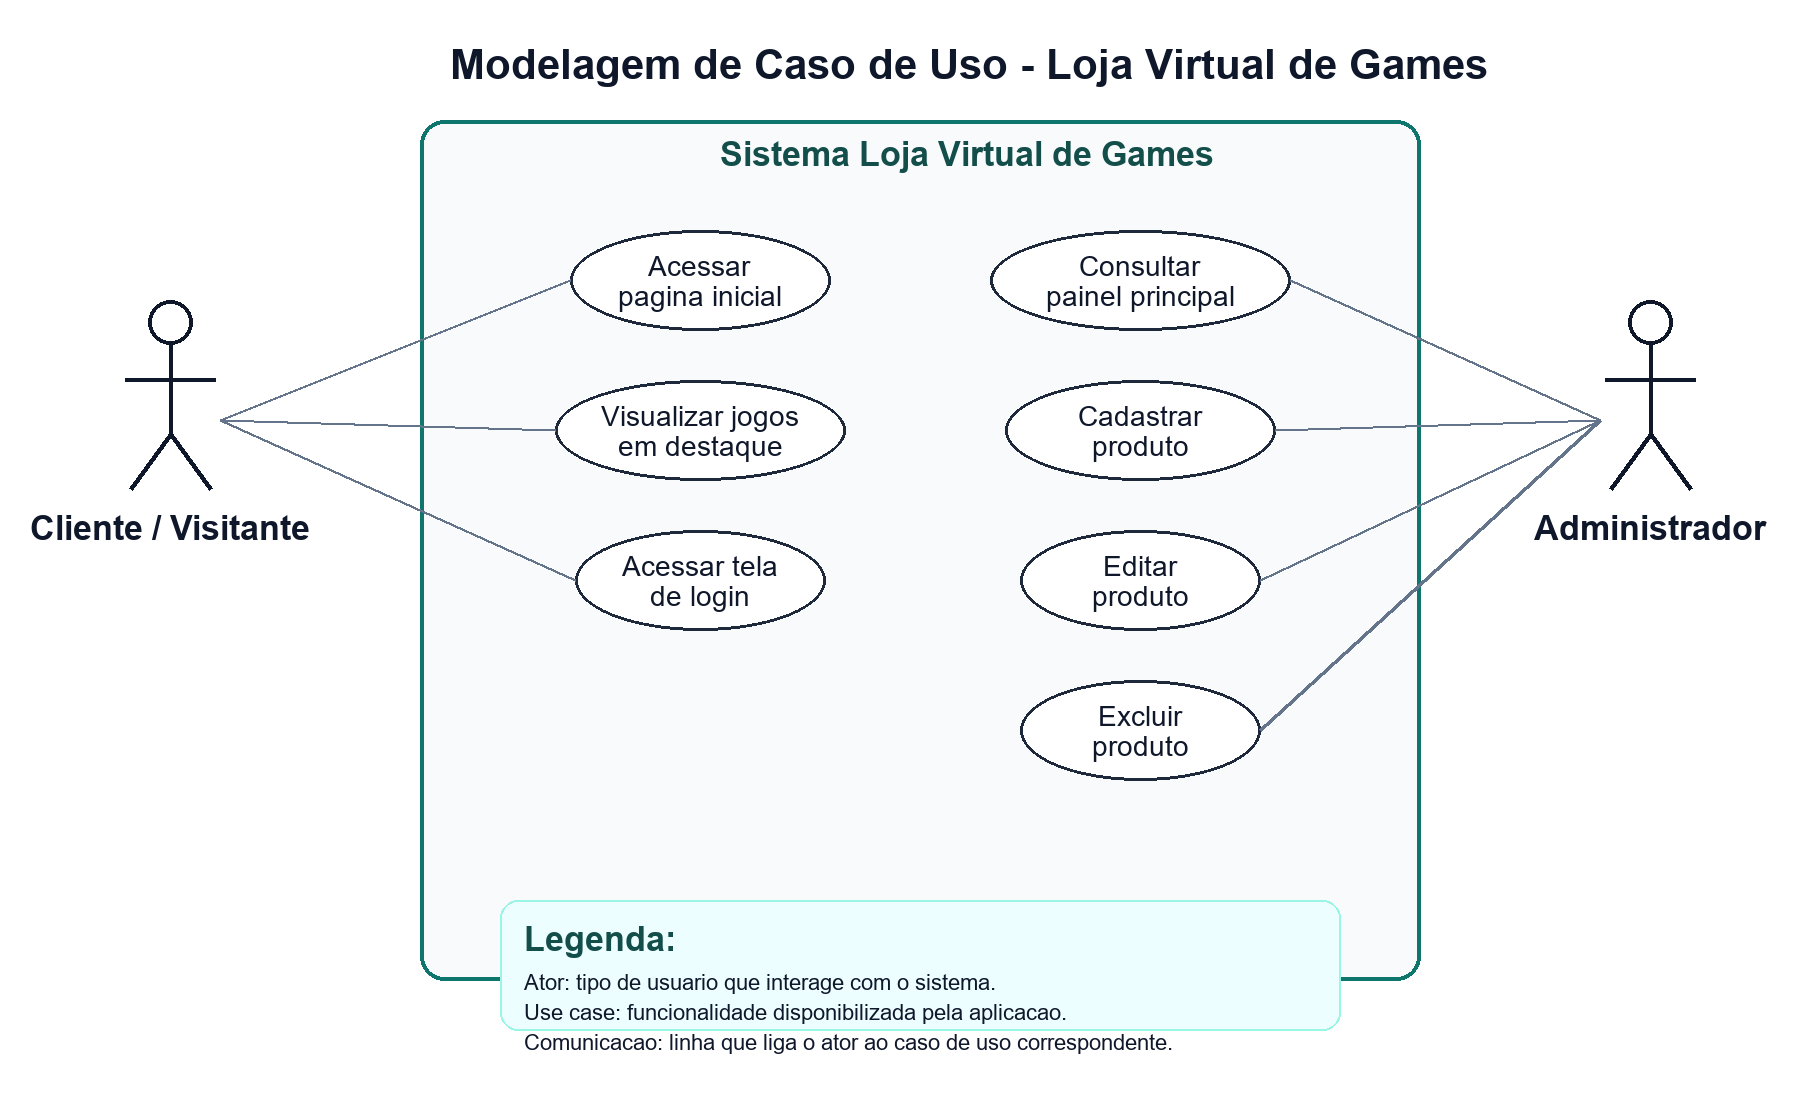 Modelagem de Caso de Uso - Loja Virtual de Games
Sistema Loja Virtual de Games
Acessar
pagina inicial
Visualizar jogos
em destaque
Acessar tela
de login
Consultar
painel principal
Cadastrar
produto
Editar
produto
Excluir
produto
Cliente / Visitante
Administrador
Legenda:
Ator: tipo de usuario que interage com o sistema.
Use case: funcionalidade disponibilizada pela aplicacao.
Comunicacao: linha que liga o ator ao caso de uso correspondente.